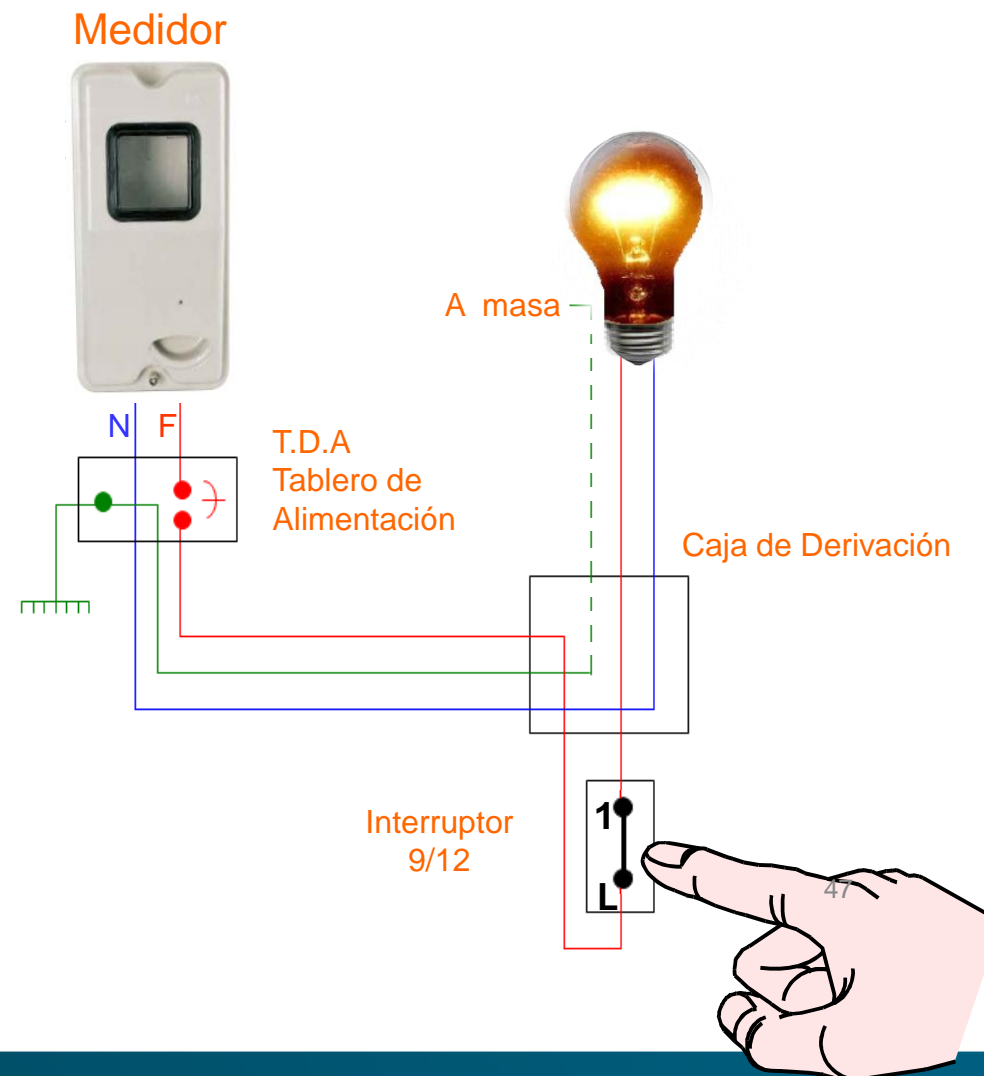 Medidor
A masa
N
F
T.D.A
Tablero de
Alimentación
Caja de Derivación
Interruptor
9/12
1
L
47